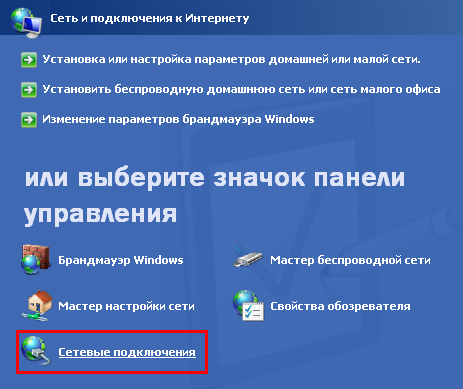 Сеть и подключения к Интернету
Установка или настройка параметров домашней или малой сети.
Установить беспроводную домашнюю сеть или сеть малого офиса
Изменение параметров брандмауэра Windows
или выберите значок панели
управления
Брандмауэр Windows
Мастер беспроводной сети
Мастер настройки сети
Свойства обозревателя
Сетевые подключения